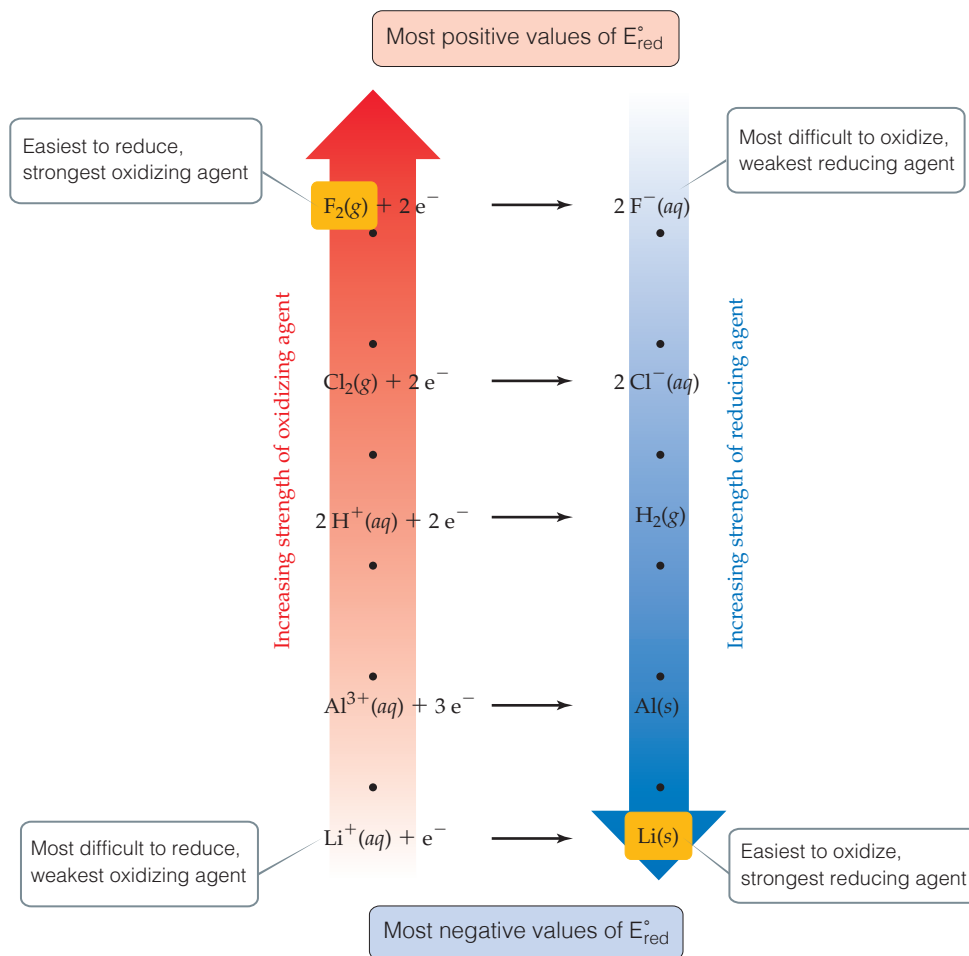 Most positive values of E°red
Easiest to reduce,
strongest oxidizing agent
Most difficult to oxidize,
weakest reducing agent
F₂(g) + 2 e⁻ ⟶ 2 F⁻(aq)
Increasing strength of oxidizing agent
Increasing strength of reducing agent
Cl₂(g) + 2 e⁻ ⟶ 2 Cl⁻(aq)
2 H⁺(aq) + 2 e⁻ ⟶ H₂(g)
Al³⁺(aq) + 3 e⁻ ⟶ Al(s)
Li⁺(aq) + e⁻ ⟶ Li(s)
Most difficult to reduce,
weakest oxidizing agent
Easiest to oxidize,
strongest reducing agent
Most negative values of E°red